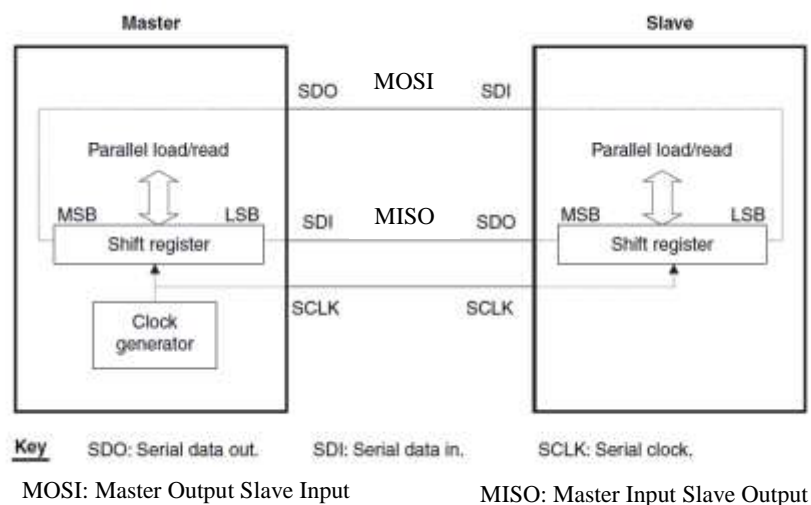 Master Slave
SDO MOSI SDI
Parallel load/read Parallel load/read
MSB LSB SDI MISO SDO MSB LSB
Shift register Shift register
SCLK SCLK
Clock
generator
Key SDO: Serial data out. SDI: Serial data in. SCLK: Serial clock.
MOSI: Master Output Slave Input MISO: Master Input Slave Output